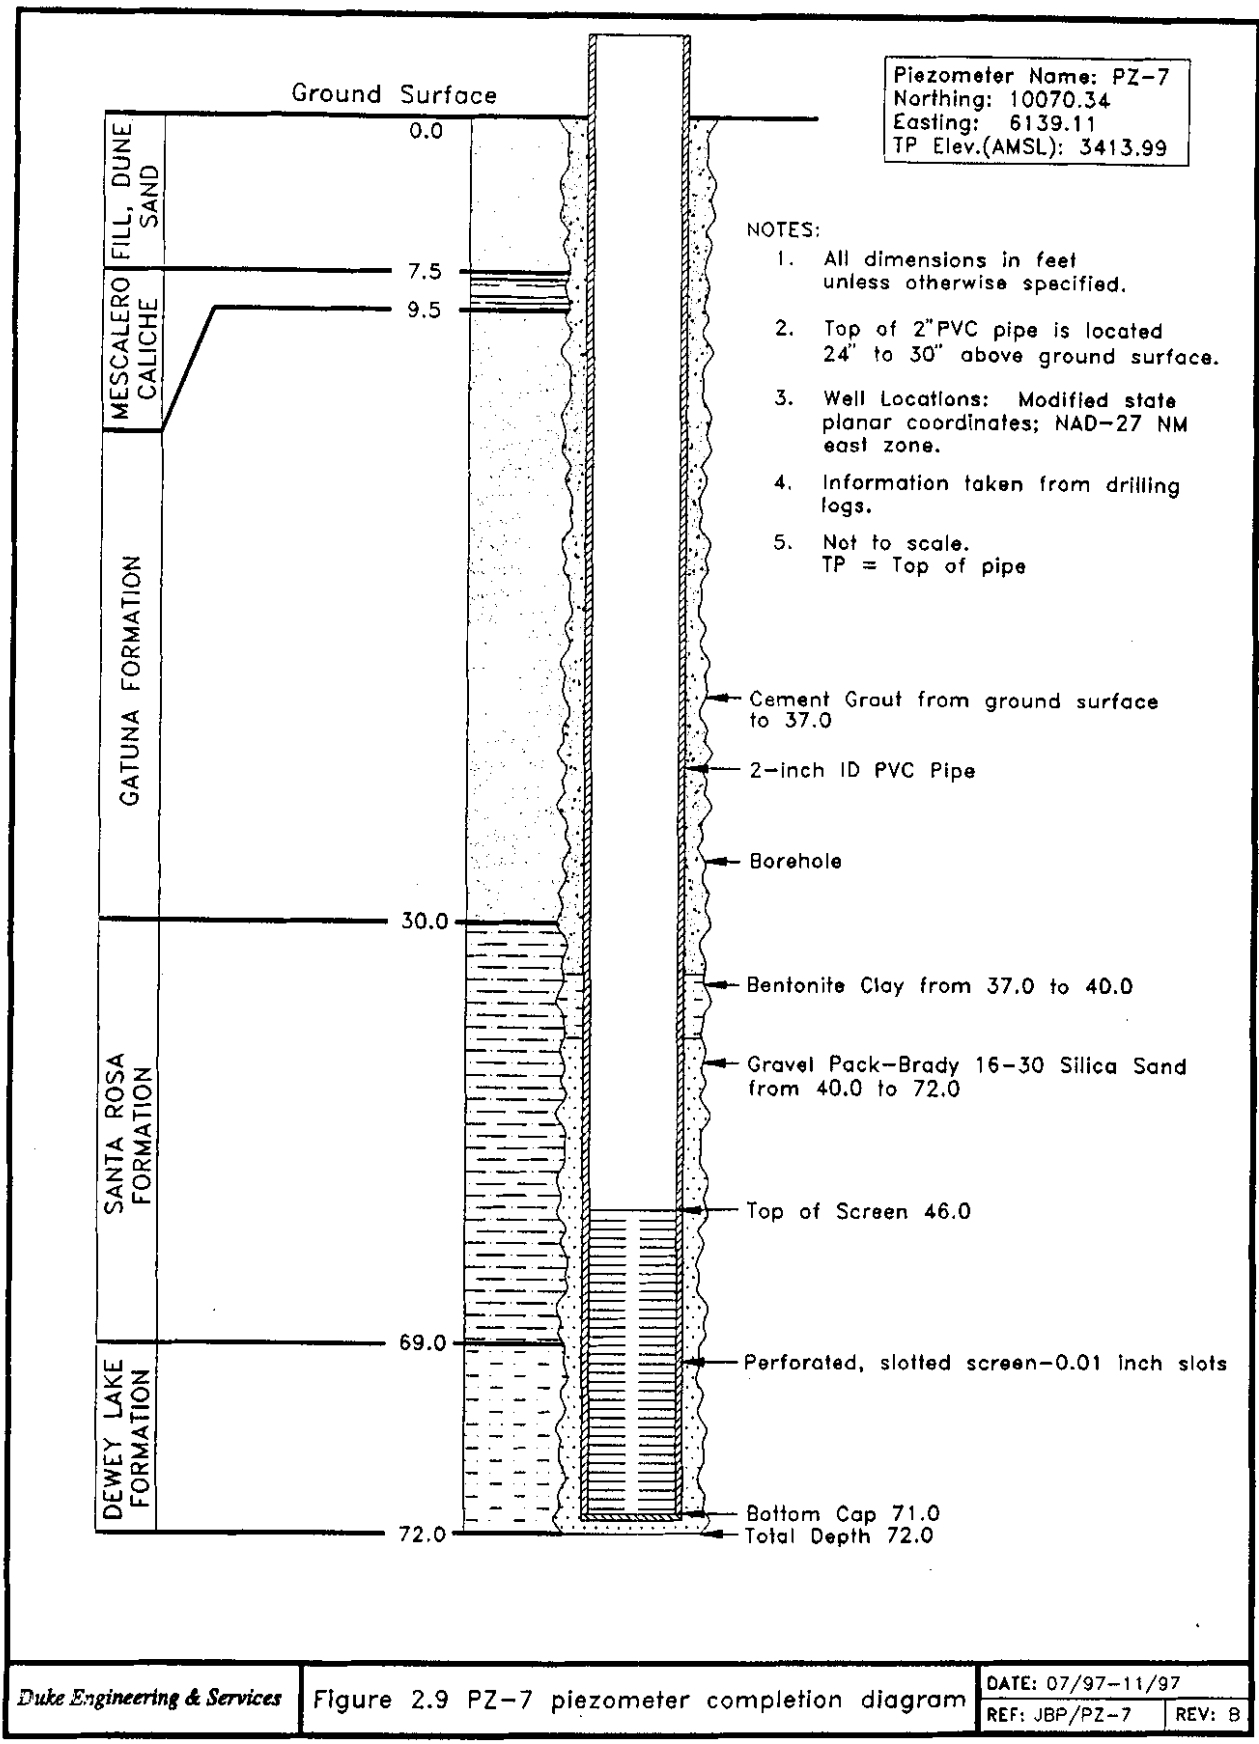 Piezometer Name: PZ-7
Northing: 10070.34
Easting: 6139.11
TP Elev.(AMSL): 3413.99
Ground Surface
0.0
7.5
9.5
30.0
69.0
72.0
FILL, DUNE
SAND
MESCALERO
CALICHE
GATUNA FORMATION
SANTA ROSA
FORMATION
DEWEY LAKE
FORMATION
NOTES:
1. All dimensions in feet
unless otherwise specified.
2. Top of 2"PVC pipe is located
24" to 30" above ground surface.
3. Well Locations: Modified state
planar coordinates; NAD-27 NM
east zone.
4. Information taken from drilling
logs.
5. Not to scale.
TP = Top of pipe
Cement Grout from ground surface
to 37.0
2-inch ID PVC Pipe
Borehole
Bentonite Clay from 37.0 to 40.0
Gravel Pack-Brady 16-30 Silica Sand
from 40.0 to 72.0
Top of Screen 46.0
Perforated, slotted screen-0.01 inch slots
Bottom Cap 71.0
Total Depth 72.0
Duke Engineering & Services
Figure 2.9 PZ-7 piezometer completion diagram
DATE: 07/97-11/97
REF: JBP/PZ-7
REV: B